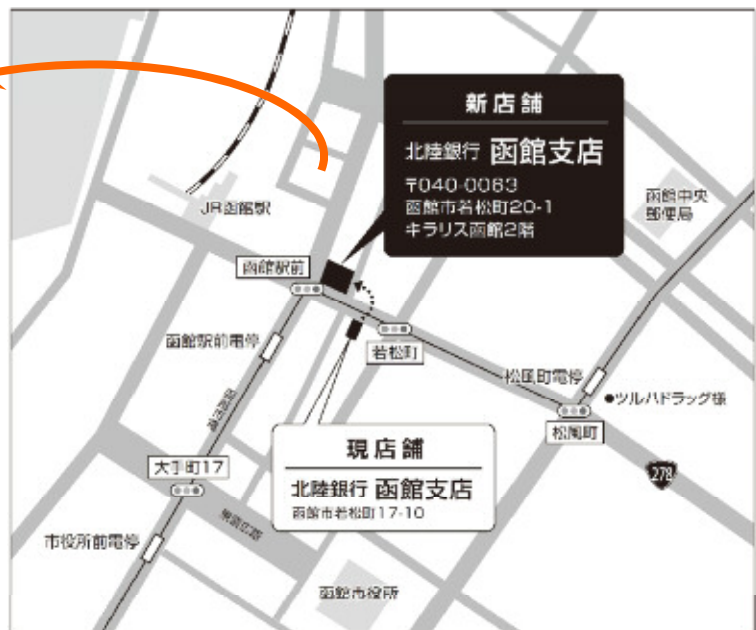 新店舗
北陸銀行 函館支店
〒040-0063
函館市若松町20-1
キラリス函館2階
JR函館駅
函館中央
郵便局
函館駅前
函館駅前電停
若松町
松風町電停
●ツルハドラッグ様
松風町
現店舗
北陸銀行 函館支店
函館市若松町17-10
大手町17
278
市役所前電停
函館市役所